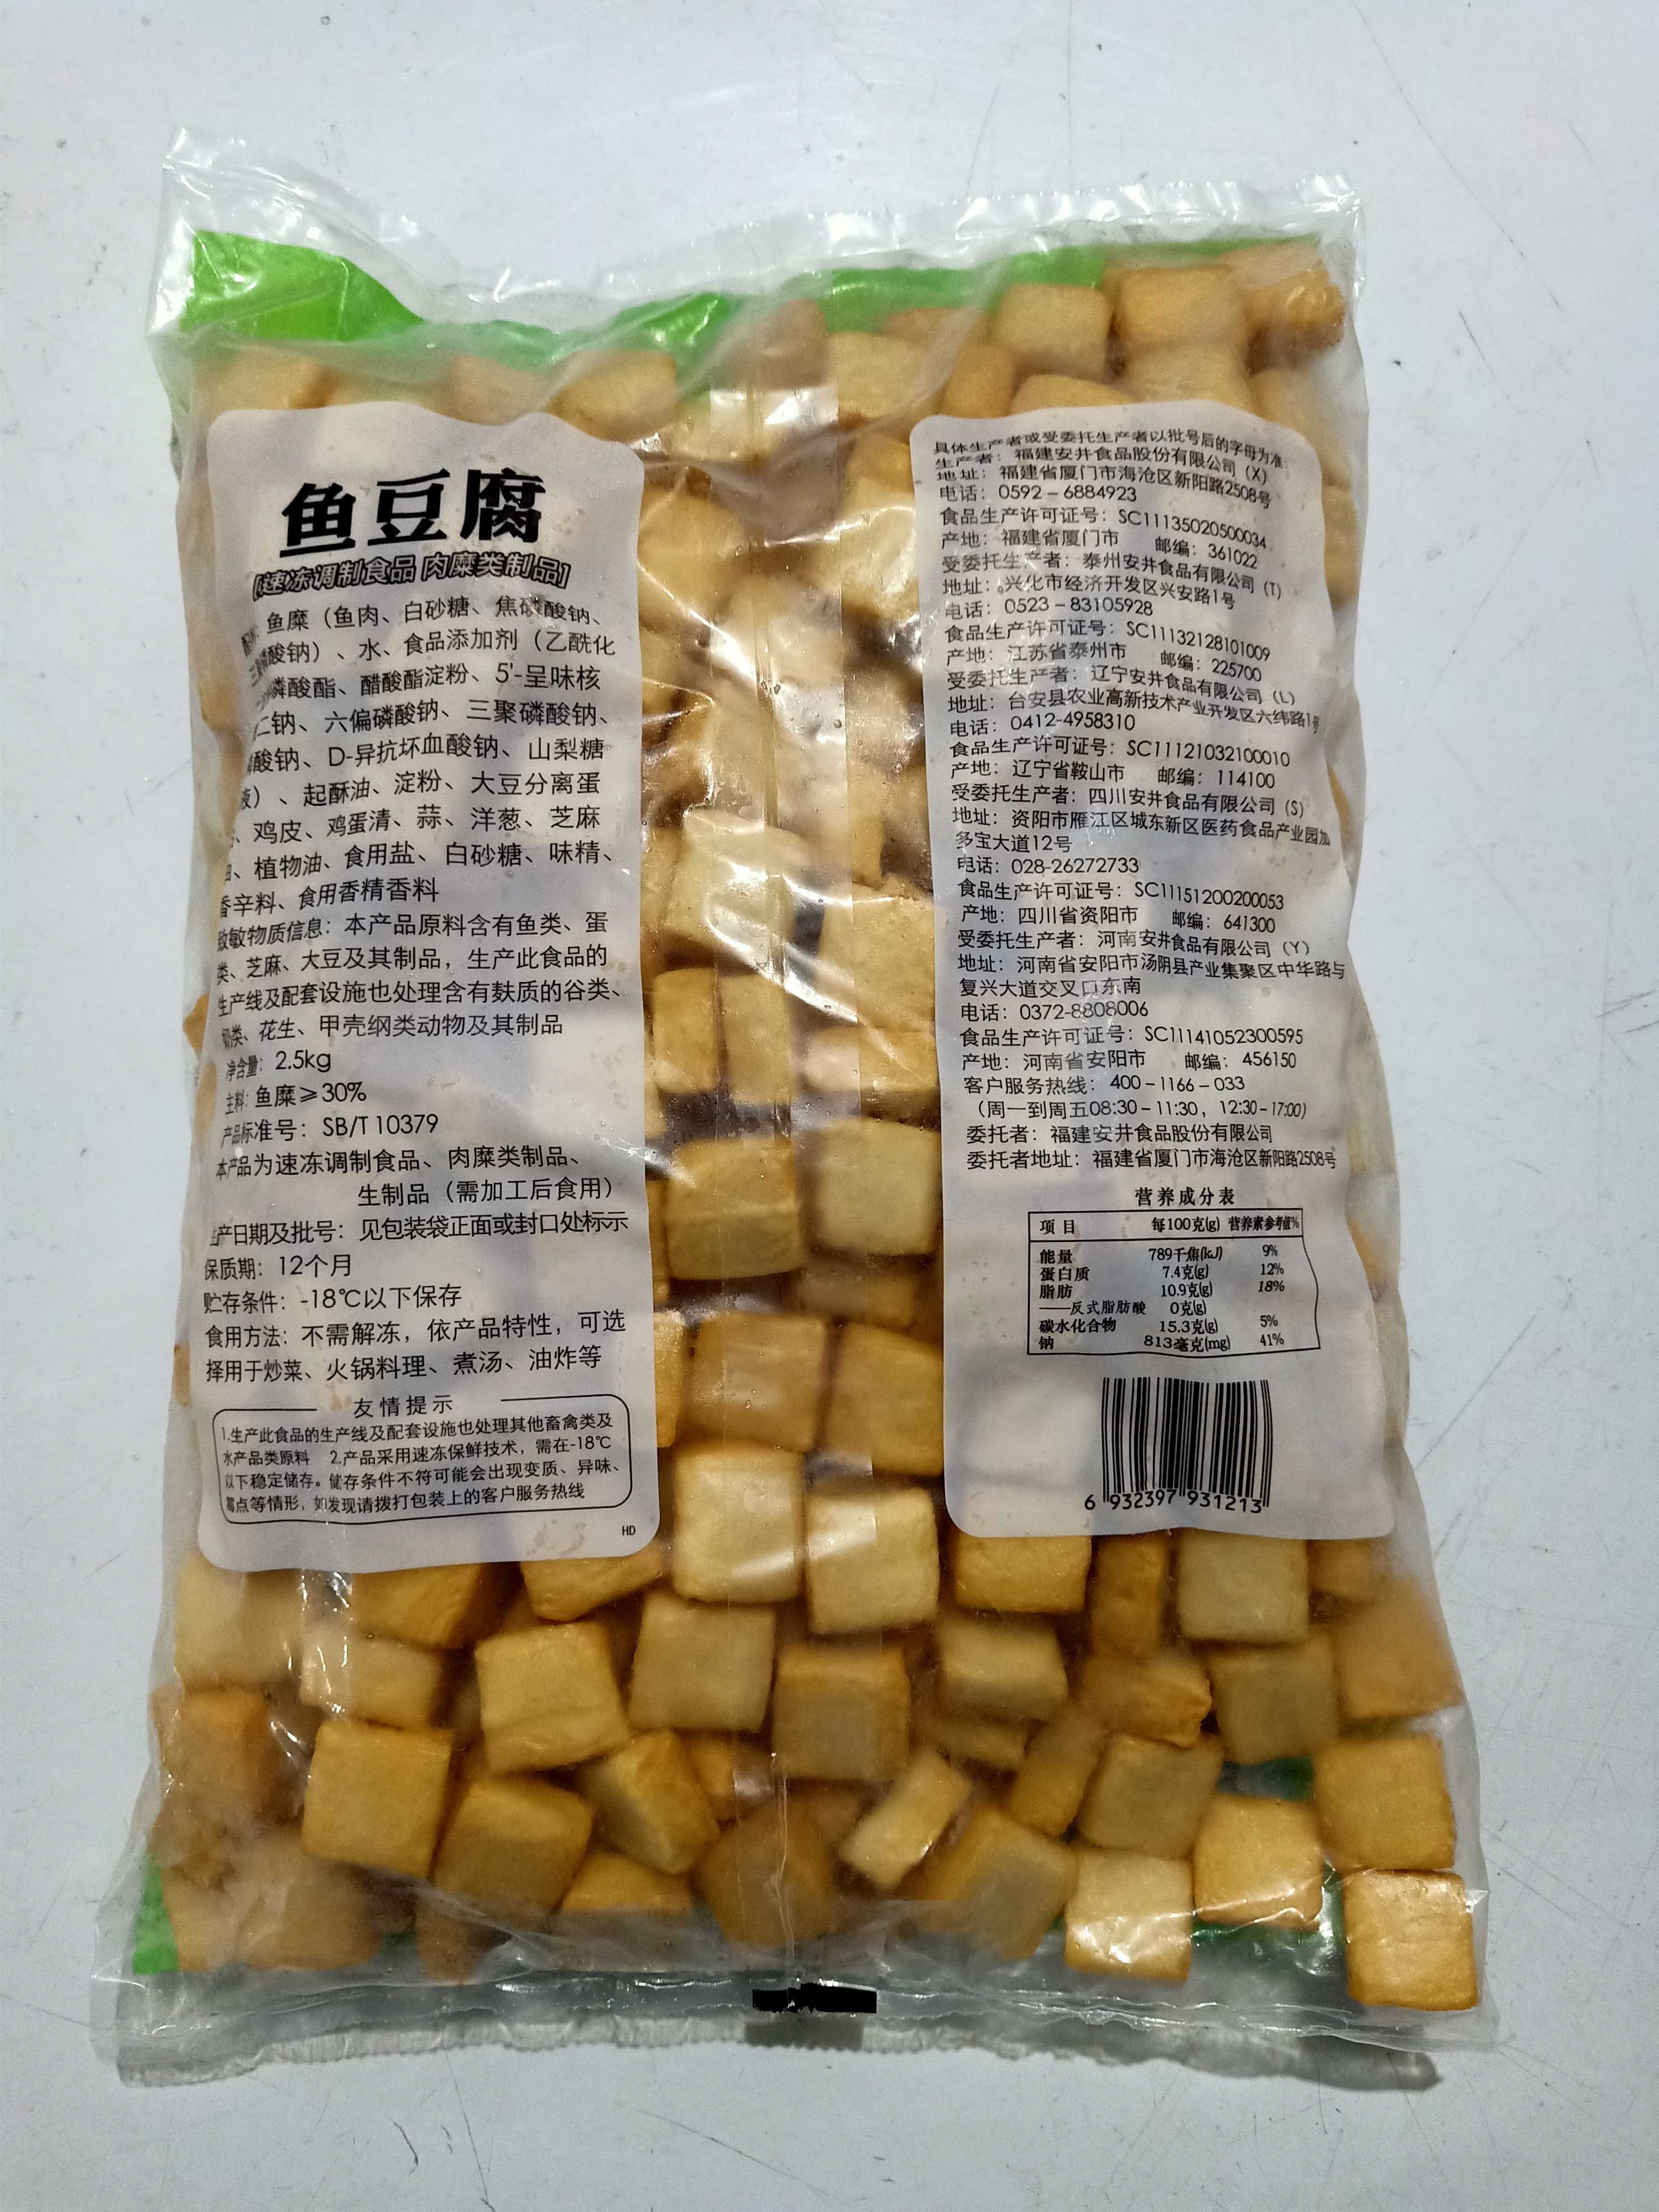 鱼豆腐
[速冻调制食品 肉糜类制品]
鱼糜（鱼肉、白砂糖、焦磷酸钠、
磷酸钠）、水、食品添加剂（乙酰化
磷酸酯、醋酸酯淀粉、5'-呈味核
二钠、六偏磷酸钠、三聚磷酸钠、
酸钠、D-异抗坏血酸钠、山梨糖
液）、起酥油、淀粉、大豆分离蛋
、鸡皮、鸡蛋清、蒜、洋葱、芝麻
、植物油、食用盐、白砂糖、味精、
香辛料、食用香精香料
致敏物质信息：本产品原料含有鱼类、蛋
类、芝麻、大豆及其制品，生产此食品的
生产线及配套设施也处理含有麸质的谷类、
奶类、花生、甲壳纲类动物及其制品
净含量：2.5kg
主料：鱼糜≥30%
产品标准号：SB/T 10379
本产品为速冻调制食品、肉糜类制品、
生制品（需加工后食用）
生产日期及批号：见包装袋正面或封口处标示
保质期：12个月
贮存条件：-18℃以下保存
食用方法：不需解冻，依产品特性，可选
择用于炒菜、火锅料理、煮汤、油炸等
友情提示
1.生产此食品的生产线及配套设施也处理其他畜禽类及
水产品类原料 2.产品采用速冻保鲜技术，需在-18℃
以下稳定储存。储存条件不符可能会出现变质、异味、
霉点等情形，如发现请拨打包装上的客户服务热线
HD
具体生产者或受委托生产者以批号后的字母为准:
生产者：福建安井食品股份有限公司（X）
地址：福建省厦门市海沧区新阳路2508号
电话：0592－6884923
食品生产许可证号：SC11135020500034
产地：福建省厦门市 邮编：361022
受委托生产者：泰州安井食品有限公司（T）
地址：兴化市经济开发区兴安路1号
电话：0523－83105928
食品生产许可证号：SC11132128101009
产地：江苏省泰州市 邮编：225700
受委托生产者：辽宁安井食品有限公司（L）
地址：台安县农业高新技术产业开发区六纬路1号
电话：0412-4958310
食品生产许可证号：SC11121032100010
产地：辽宁省鞍山市 邮编：114100
受委托生产者：四川安井食品有限公司（S）
地址：资阳市雁江区城东新区医药食品产业园加
多宝大道12号
电话：028-26272733
食品生产许可证号：SC11151200200053
产地：四川省资阳市 邮编：641300
受委托生产者：河南安井食品有限公司（Y）
地址：河南省安阳市汤阴县产业集聚区中华路与
复兴大道交叉口东南
电话：0372-8808006
食品生产许可证号：SC11141052300595
产地：河南省安阳市 邮编：456150
客户服务热线：400－1166－033
（周一到周五08:30－11:30，12:30－17:00）
委托者：福建安井食品股份有限公司
委托者地址：福建省厦门市海沧区新阳路2508号
营养成分表
项目 每100克(g) 营养素参考值%
能量 789千焦(kJ) 9%
蛋白质 7.4克(g) 12%
脂肪 10.9克(g) 18%
——反式脂肪酸 0克(g)
碳水化合物 15.3克(g) 5%
钠 813毫克(mg) 41%
6 932397 931213